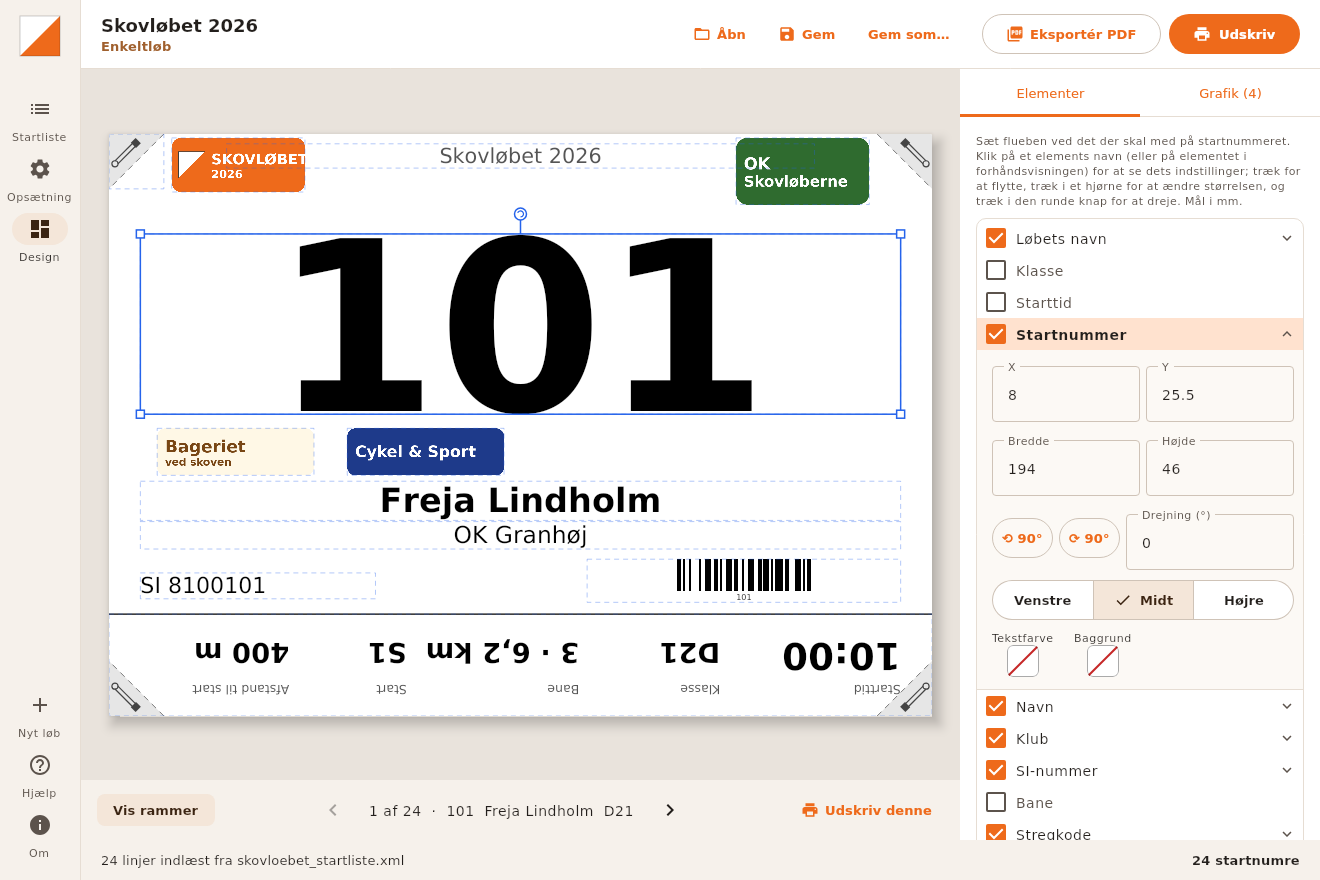 Skovløbet 2026
Enkeltløb
Åbn
Gem
Gem som...
PDF
Eksportér PDF
Udskriv
Startliste
Opsætning
Design
Nyt løb
Hjælp
Om
SKOVLØBET
2026
Skovløbet 2026
OK
Skovløberne
101
Bageriet
ved skoven
Cykel & Sport
Freja Lindholm
OK Granhøj
SI 8100101
101
10:00
D21
3 · 6,2 km
S1
400 m
Starttid
Klasse
Bane
Start
Afstand til start
Vis rammer
1 af 24 · 101 Freja Lindholm D21
Udskriv denne
Elementer
Grafik (4)
Sæt flueben ved det der skal med på startnummeret.
Klik på et elements navn (eller på elementet i
forhåndsvisningen) for at se dets indstillinger; træk for
at flytte, træk i et hjørne for at ændre størrelsen, og
træk i den runde knap for at dreje. Mål i mm.
Løbets navn
Klasse
Starttid
Startnummer
X
8
Y
25.5
Bredde
194
Højde
46
⟲ 90°
⟳ 90°
Drejning (°)
0
Venstre
Midt
Højre
Tekstfarve
Baggrund
Navn
Klub
SI-nummer
Bane
Stregkode
24 linjer indlæst fra skovloebet_startliste.xml
24 startnumre